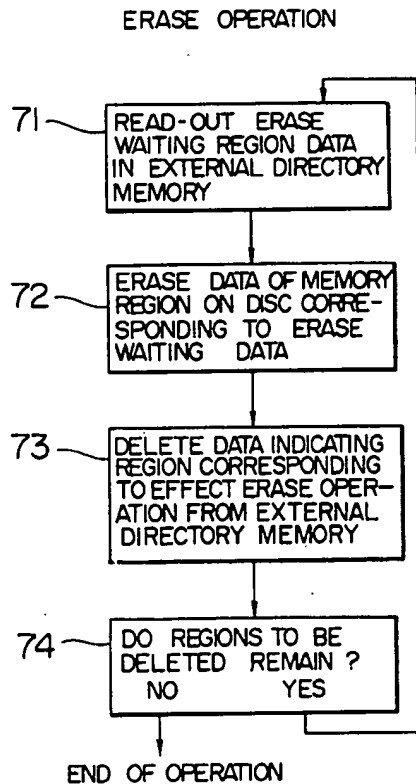 ERASE OPERATION
71
READ-OUT ERASE
WAITING REGION DATA
IN EXTERNAL DIRECTORY
MEMORY
72
ERASE DATA OF MEMORY
REGION ON DISC CORRE-
SPONDING TO ERASE
WAITING DATA
73
DELETE DATA INDICATING
REGION CORRESPONDING
TO EFFECT ERASE OPER-
ATION FROM EXTERNAL
DIRECTORY MEMORY
74
DO REGIONS TO BE
DELETED REMAIN ?
NO YES
END OF OPERATION